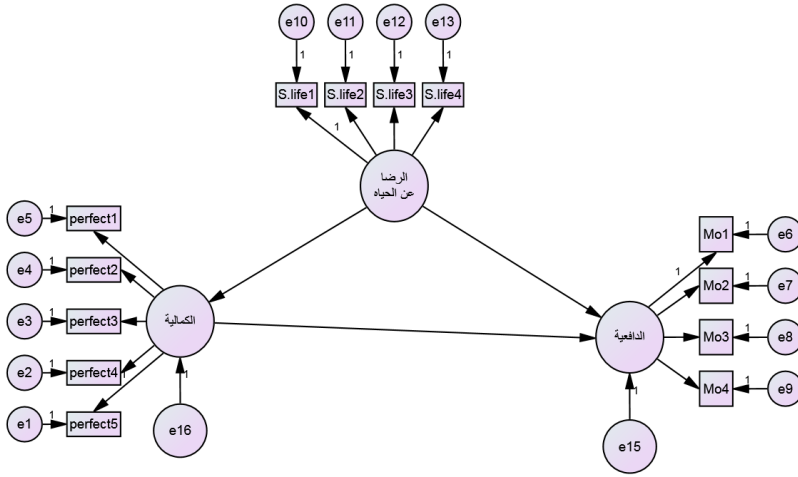 e10 e11 e12 e13
1 1 1 1
S.life1 S.life2 S.life3 S.life4
1
الرضا
عن الحياه
e5 1 perfect1
e4 1 perfect2
e3 1 perfect3
e2 1 perfect4 1
e1 1 perfect5
الكمالية
1
e16
Mo1 1 e6
1
Mo2 1 e7
Mo3 1 e8
Mo4 1 e9
الدافعية
1
e15